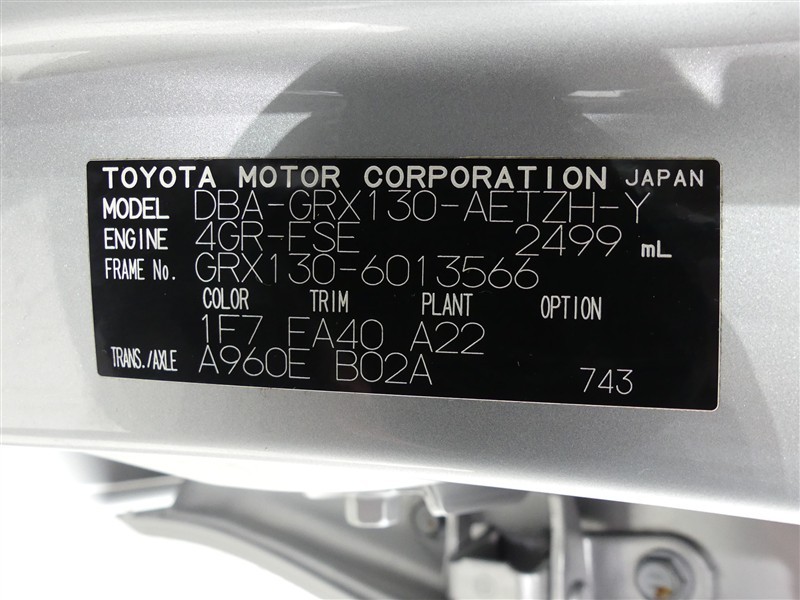 TOYOTA MOTOR CORPORATION JAPAN
MODEL DBA-GRX130-AETZH-Y
ENGINE 4GR-FSE 2499 mL
FRAME No. GRX130-6013566
COLOR TRIM PLANT OPTION
1F7 FA40 A22
TRANS./AXLE A960E B02A 743